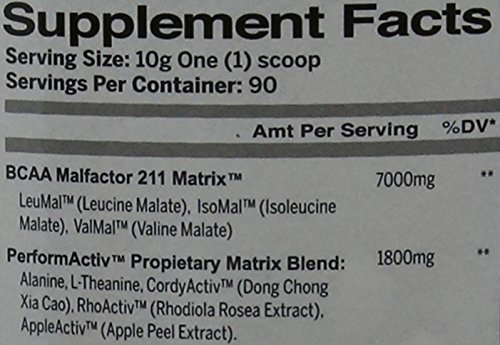 Supplement Facts
Serving Size: 10g One (1) scoop
Servings Per Container: 90
Amt Per Serving %DV*
BCAA Malfactor 211 Matrix™ 7000mg **
LeuMal™ (Leucine Malate), IsoMal™ (Isoleucine
Malate), ValMal™ (Valine Malate)
PerformActiv™ Propietary Matrix Blend: 1800mg **
Alanine, L-Theanine, CordyActiv™ (Dong Chong
Xia Cao), RhoActiv™ (Rhodiola Rosea Extract),
AppleActiv™ (Apple Peel Extract).